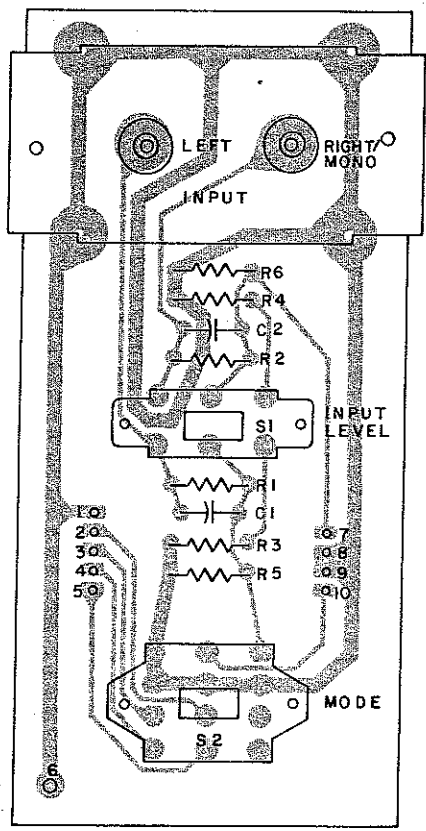 LEFT
RIGHT/
MONO
INPUT
R6
R4
C2
R2
INPUT
LEVEL
S1
R1
C1
R3
R5
1
2
3
4
5
7
8
9
10
MODE
S2
6